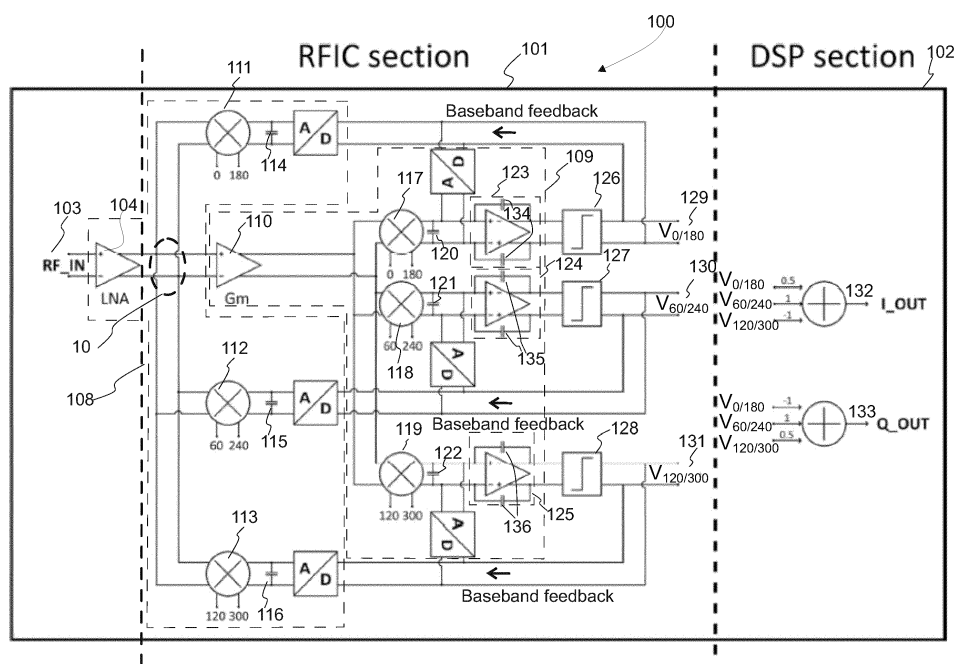 RFIC section
100
DSP section
101
102
111
Baseband feedback
A
D
114
0 180
109
D
A
123
126
103
104
117
110
134
129
120
V0/180
RF_IN
0 180
124
127
130
121
V60/240
V0/180
0.5
V60/240
1
V120/300
-1
132
I_OUT
LNA
Gm
10
60 240
118
135
112
A
D
108
A
D
115
60 240
Baseband feedback
V0/180
-1
V60/240
1
V120/300
0.5
133
Q_OUT
119
128
122
131
V120/300
120 300
136
125
113
A
D
A
D
116
120 300
Baseband feedback